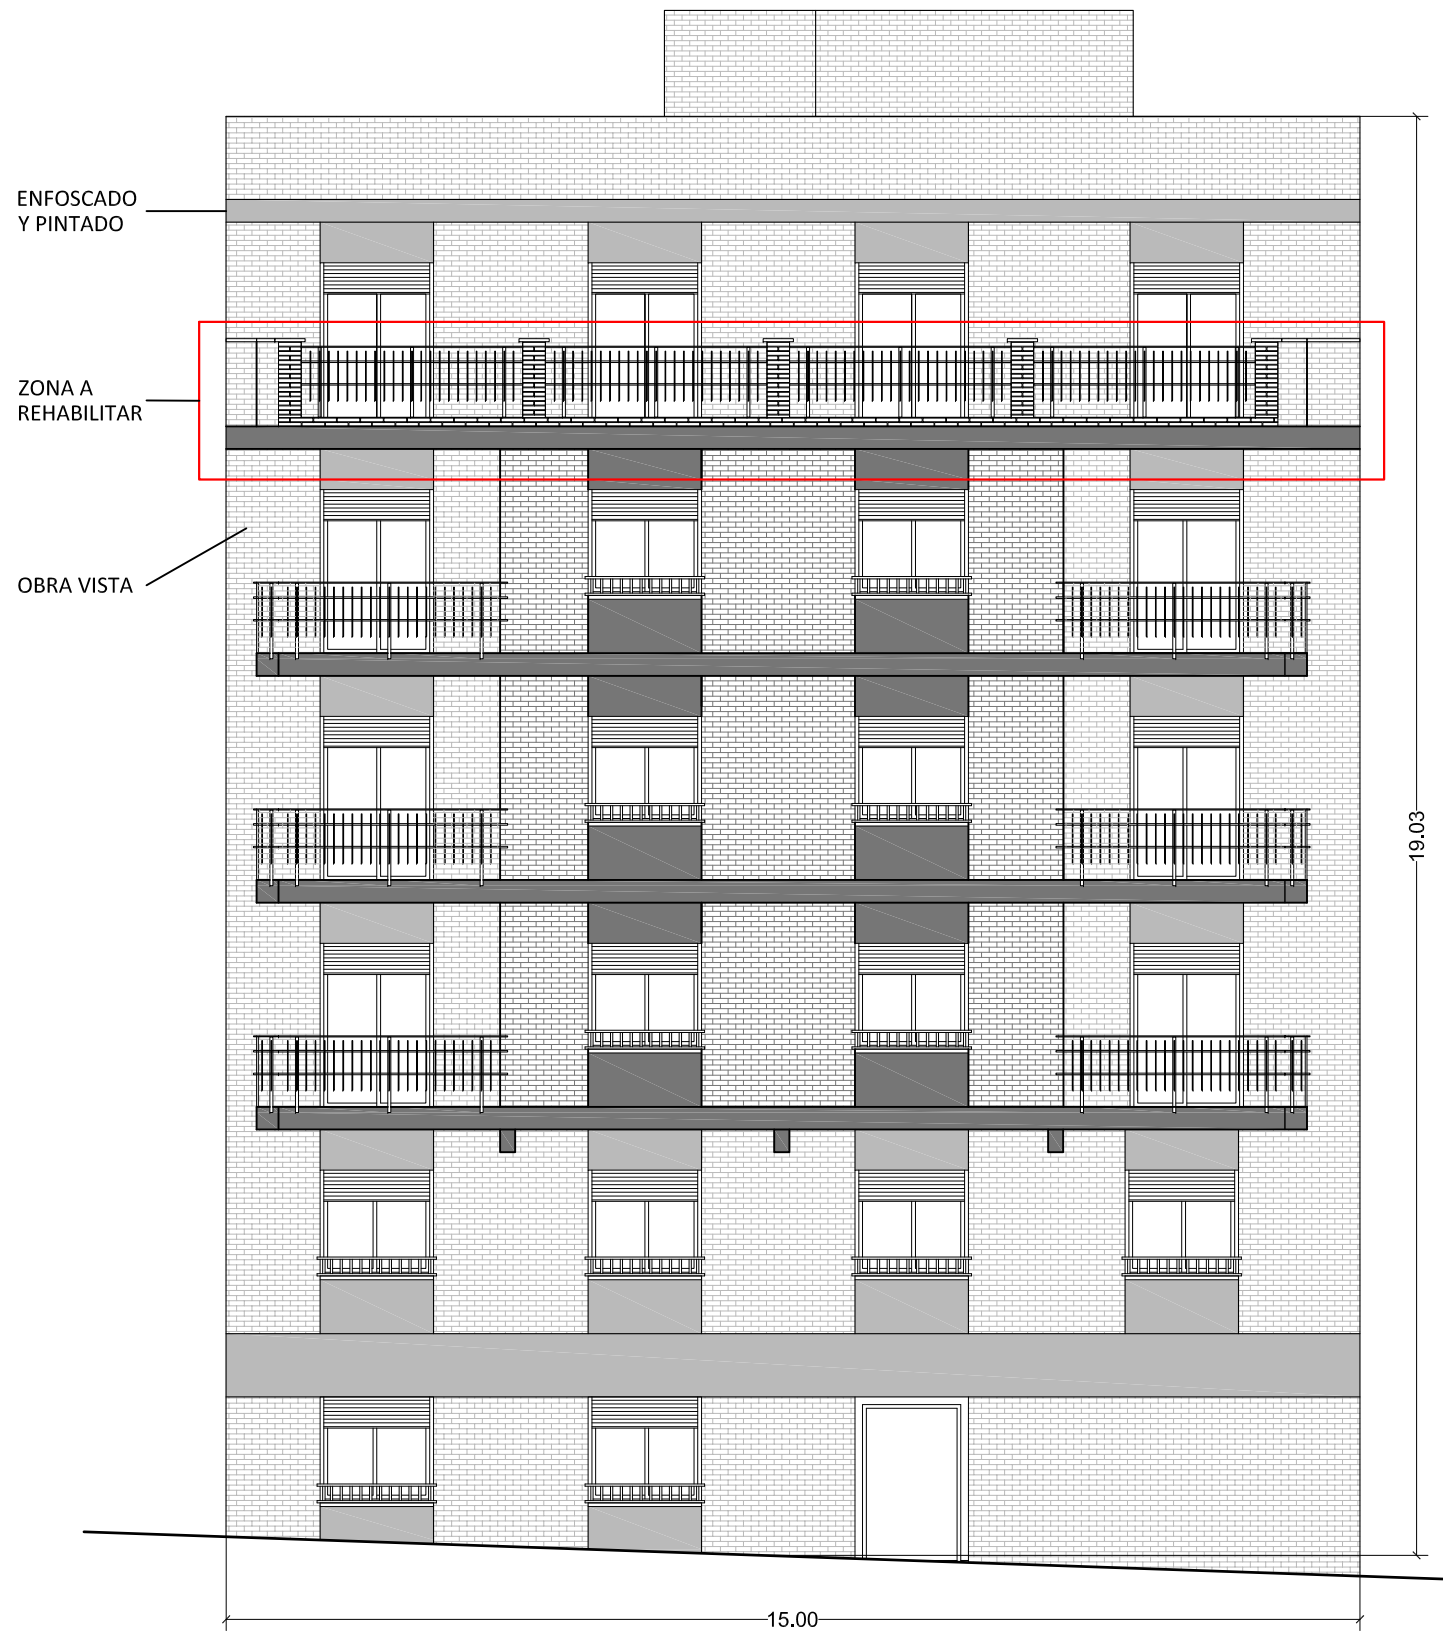 ENFOSCADO
Y PINTADO
ZONA A
REHABILITAR
OBRA VISTA
19.03
15.00